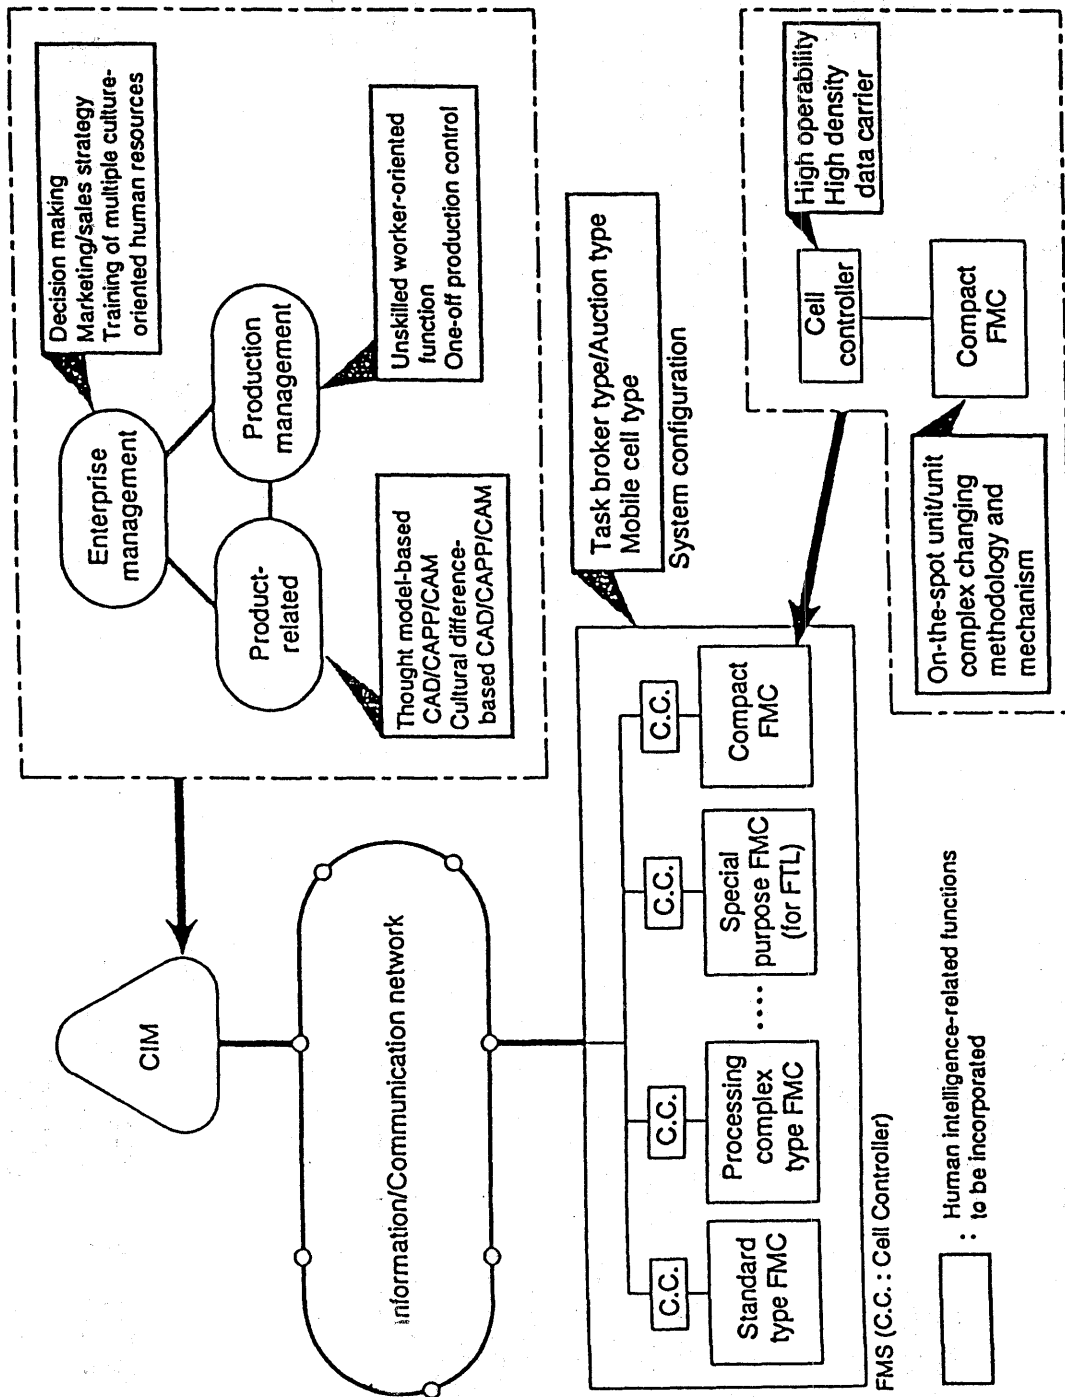 CIM
Information/Communication network
Enterprise
management
Decision making
Marketing/sales strategy
Training of multiple culture-
oriented human resources
Product-
related
Production
management
Thought model-based
CAD/CAPP/CAM
Cultural difference-
based CAD/CAPP/CAM
Unskilled worker-oriented
function
One-off production control
C.C.
Standard
type FMC
C.C.
Processing
complex
type FMC
....
C.C.
Special
purpose FMC
(for FTL)
C.C.
Compact
FMC
Task broker type/Auction type
Mobile cell type
System configuration
FMS (C.C. : Cell Controller)
Cell
controller
High operability
High density
data carrier
Compact
FMC
On-the-spot unit/unit
complex changing
methodology and
mechanism
: Human intelligence-related functions
to be incorporated